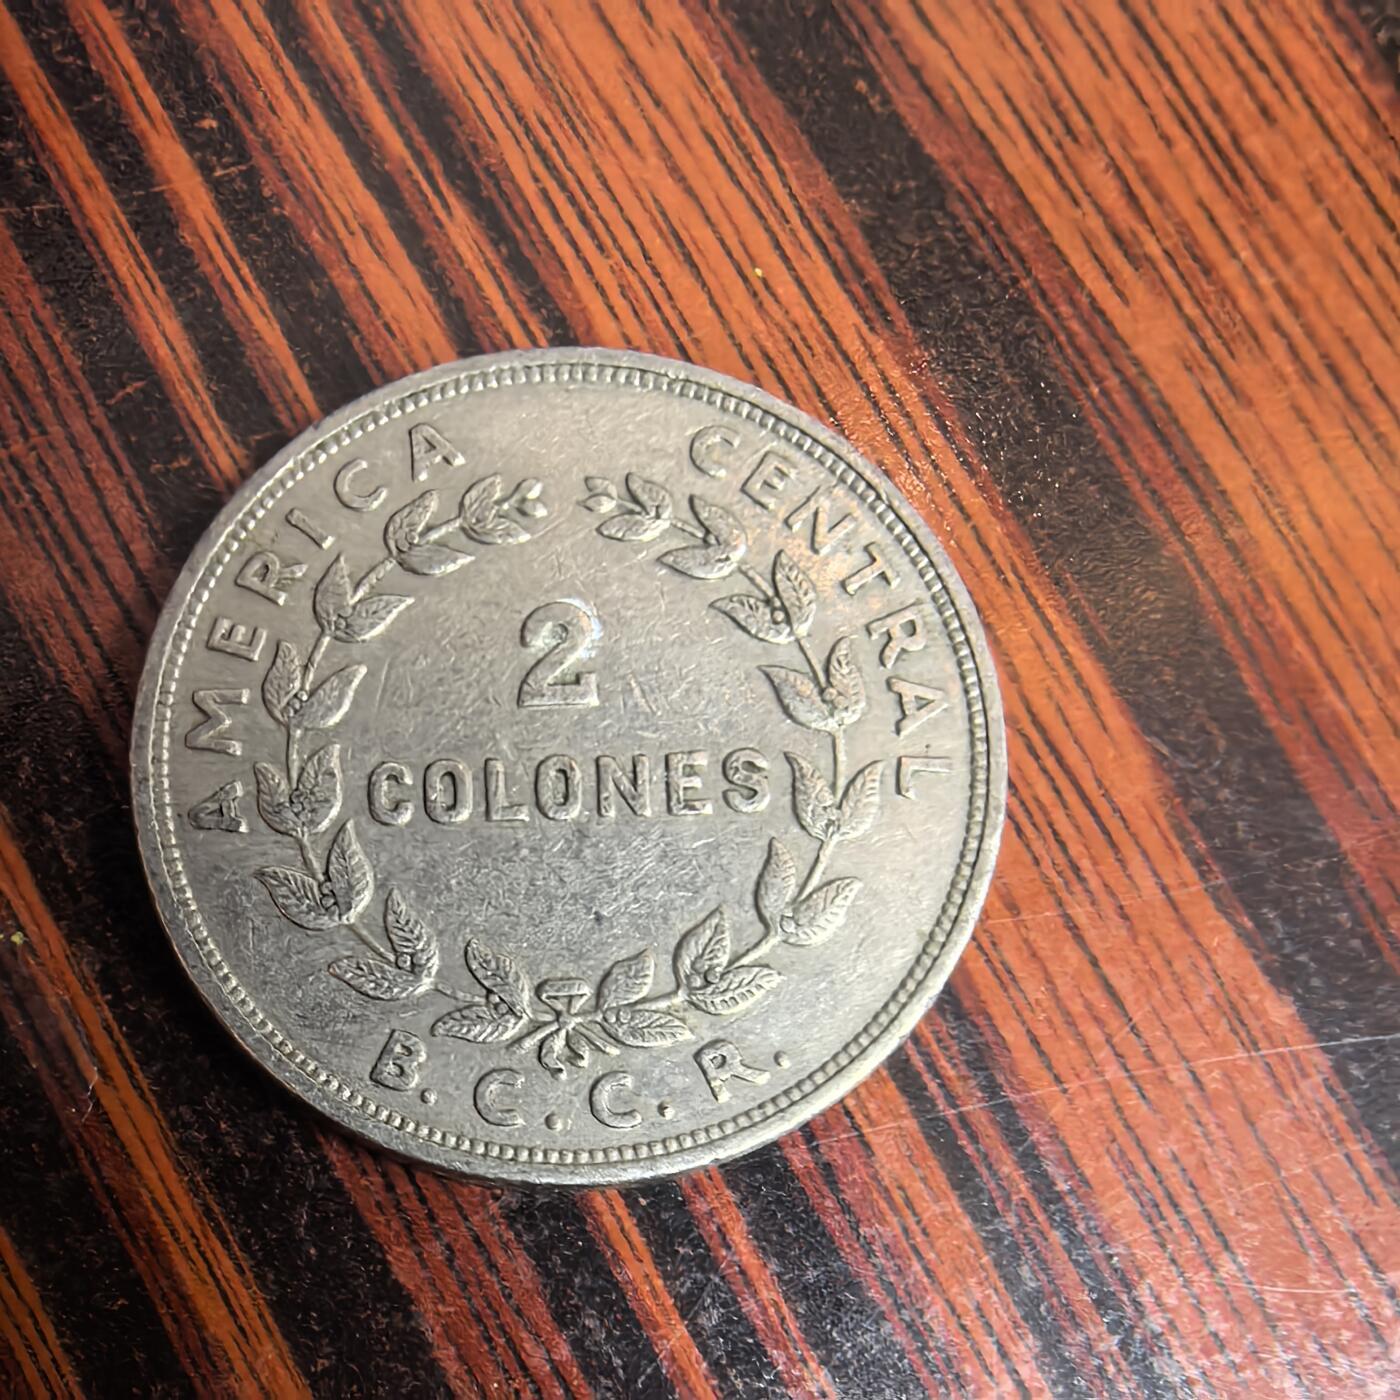 AMERICA CENTRAL
2
COLONES
B.C.C.R.